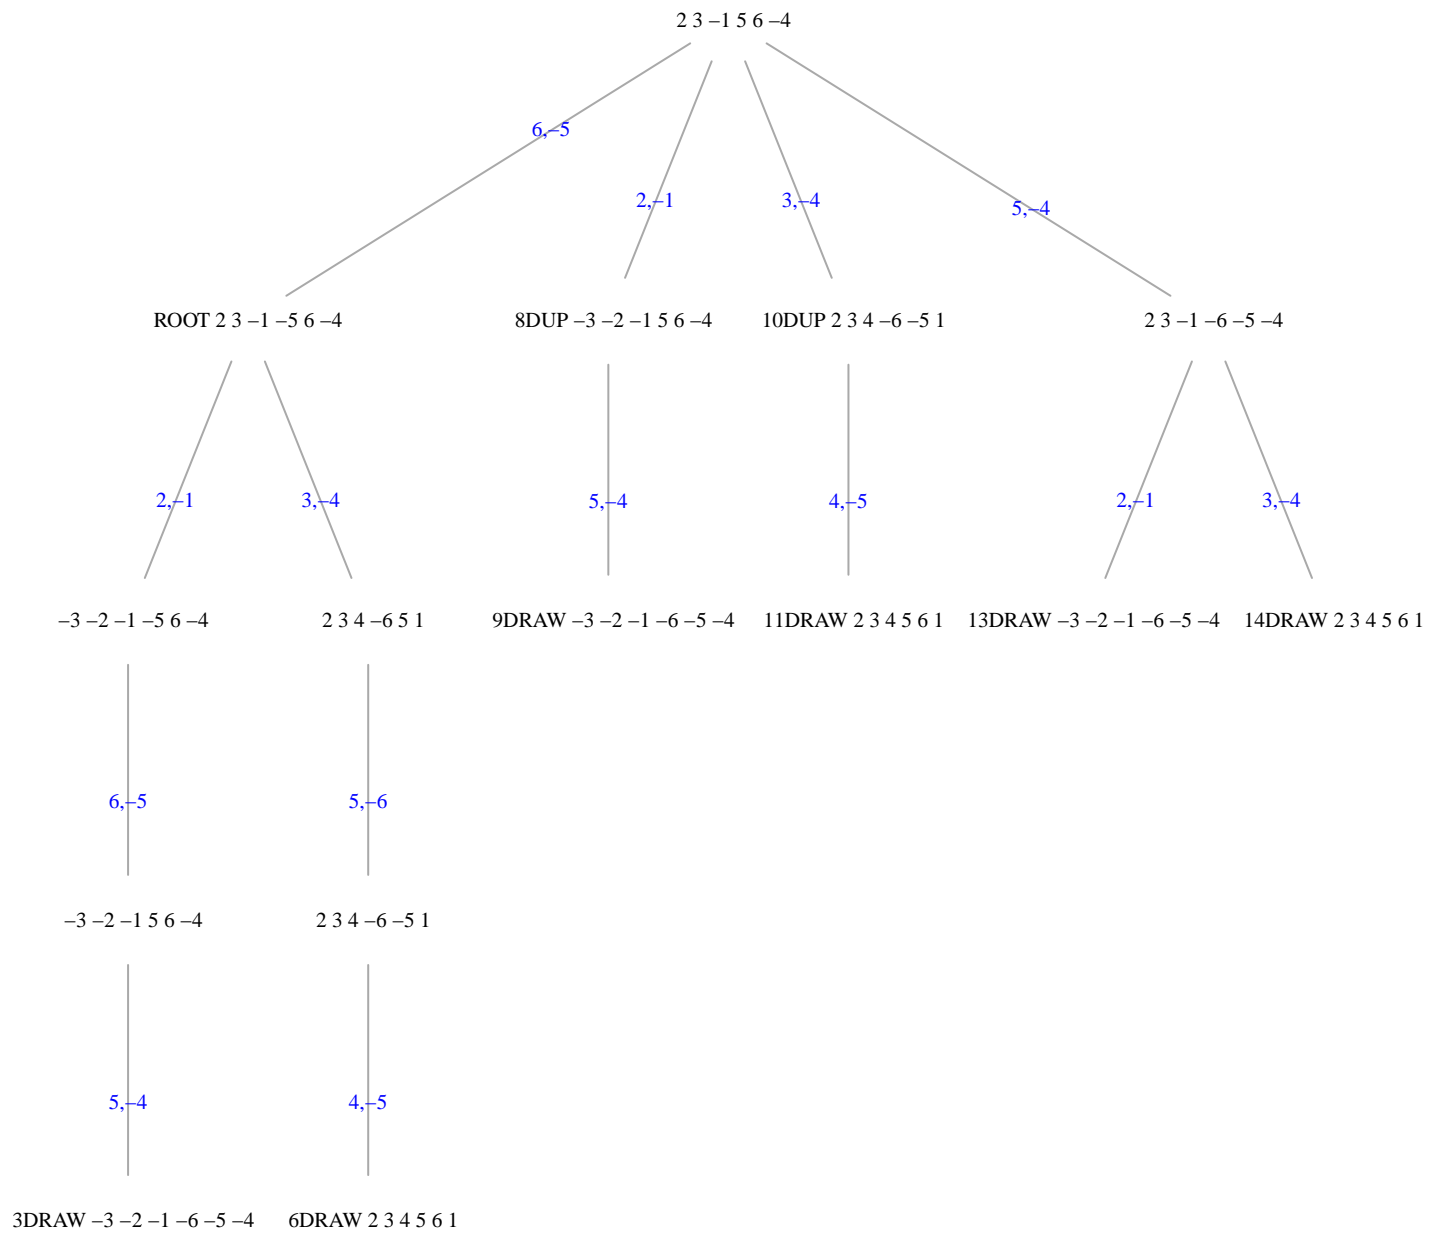 2 3 –1 5 6 –4
6,–5
2,–1
3,–4
5,–4
ROOT 2 3 –1 –5 6 –4
8DUP –3 –2 –1 5 6 –4
10DUP 2 3 4 –6 –5 1
2 3 –1 –6 –5 –4
2,–1
3,–4
5,–4
4,–5
2,–1
3,–4
–3 –2 –1 –5 6 –4
2 3 4 –6 5 1
9DRAW –3 –2 –1 –6 –5 –4
11DRAW 2 3 4 5 6 1
13DRAW –3 –2 –1 –6 –5 –4
14DRAW 2 3 4 5 6 1
6,–5
5,–6
–3 –2 –1 5 6 –4
2 3 4 –6 –5 1
5,–4
4,–5
3DRAW –3 –2 –1 –6 –5 –4
6DRAW 2 3 4 5 6 1